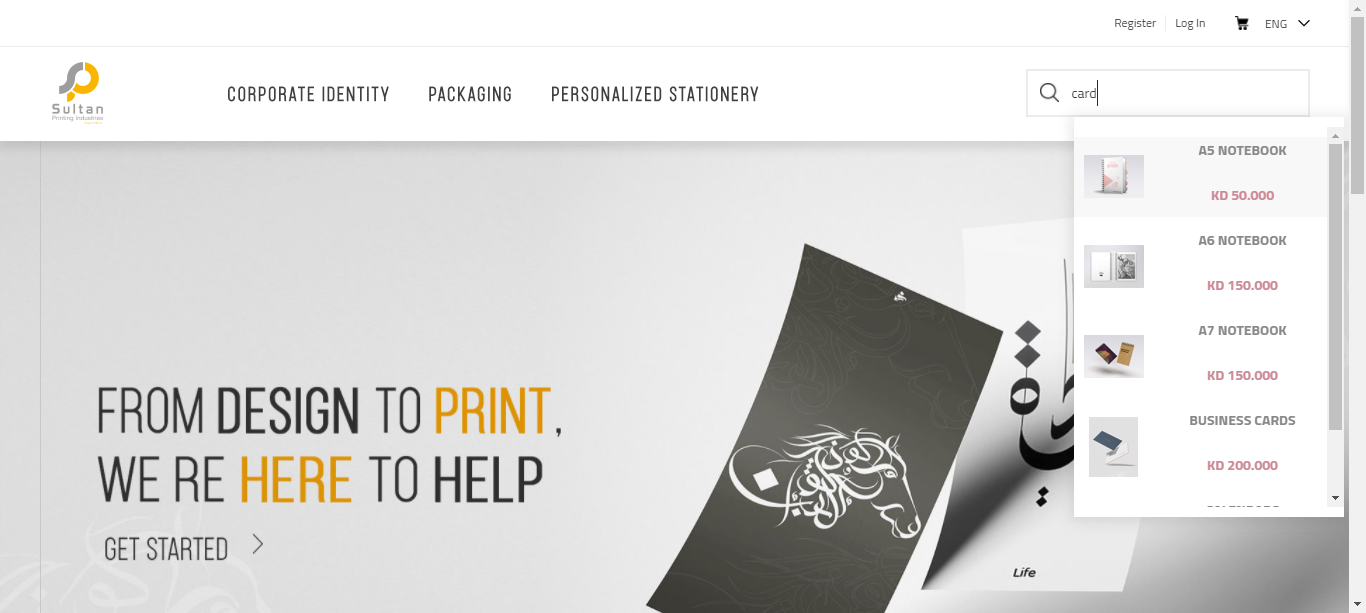 Register
Log In
ENG
Sultan
Printing Industries
CORPORATE IDENTITY
PACKAGING
PERSONALIZED STATIONERY
card
A5 NOTEBOOK
KD 50.000
A6 NOTEBOOK
KD 150.000
A7 NOTEBOOK
KD 150.000
BUSINESS CARDS
KD 200.000
FROM DESIGN TO PRINT,
WE RE HERE TO HELP
GET STARTED
Life